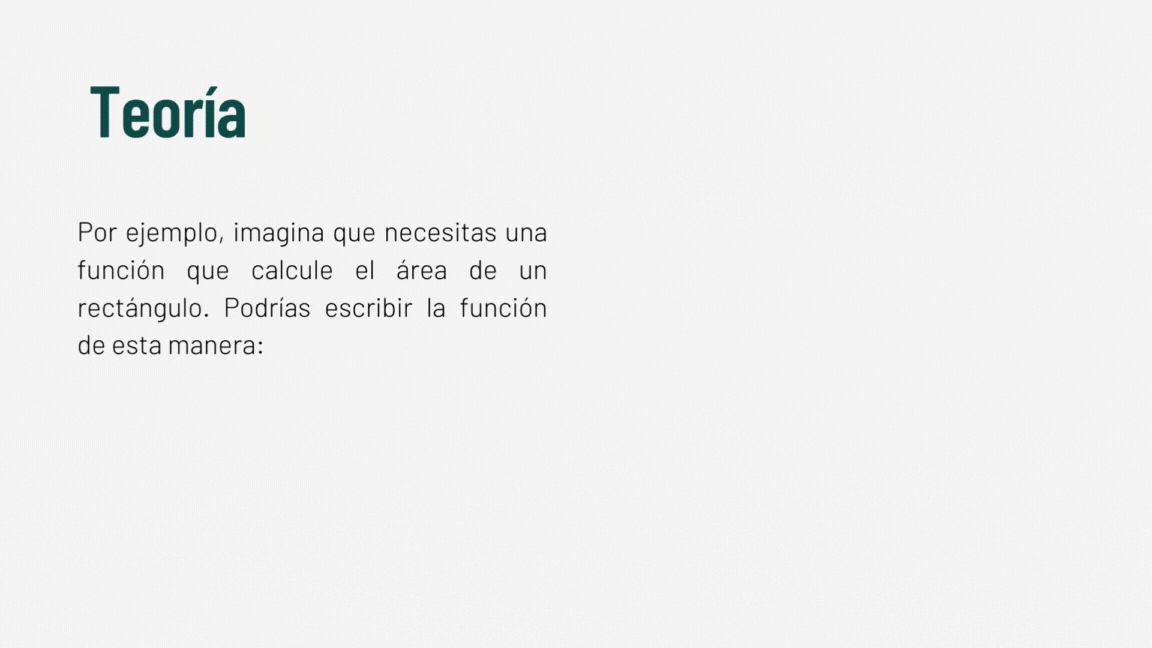 Teoría
Por ejemplo, imagina que necesitas una
función que calcule el área de un
rectángulo. Podrías escribir la función
de esta manera: